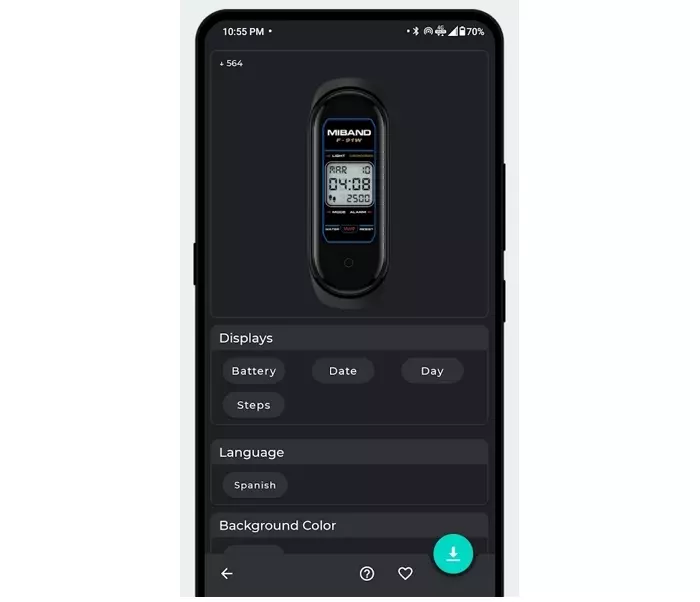 10:55 PM
4G
70%
↓ 564
MIBAND
F-91W
LIGHT
MAR 10
04:08
2500
MODE ALARM
WATER RESIST
Displays
Battery Date Day
Steps
Language
Spanish
Background Color